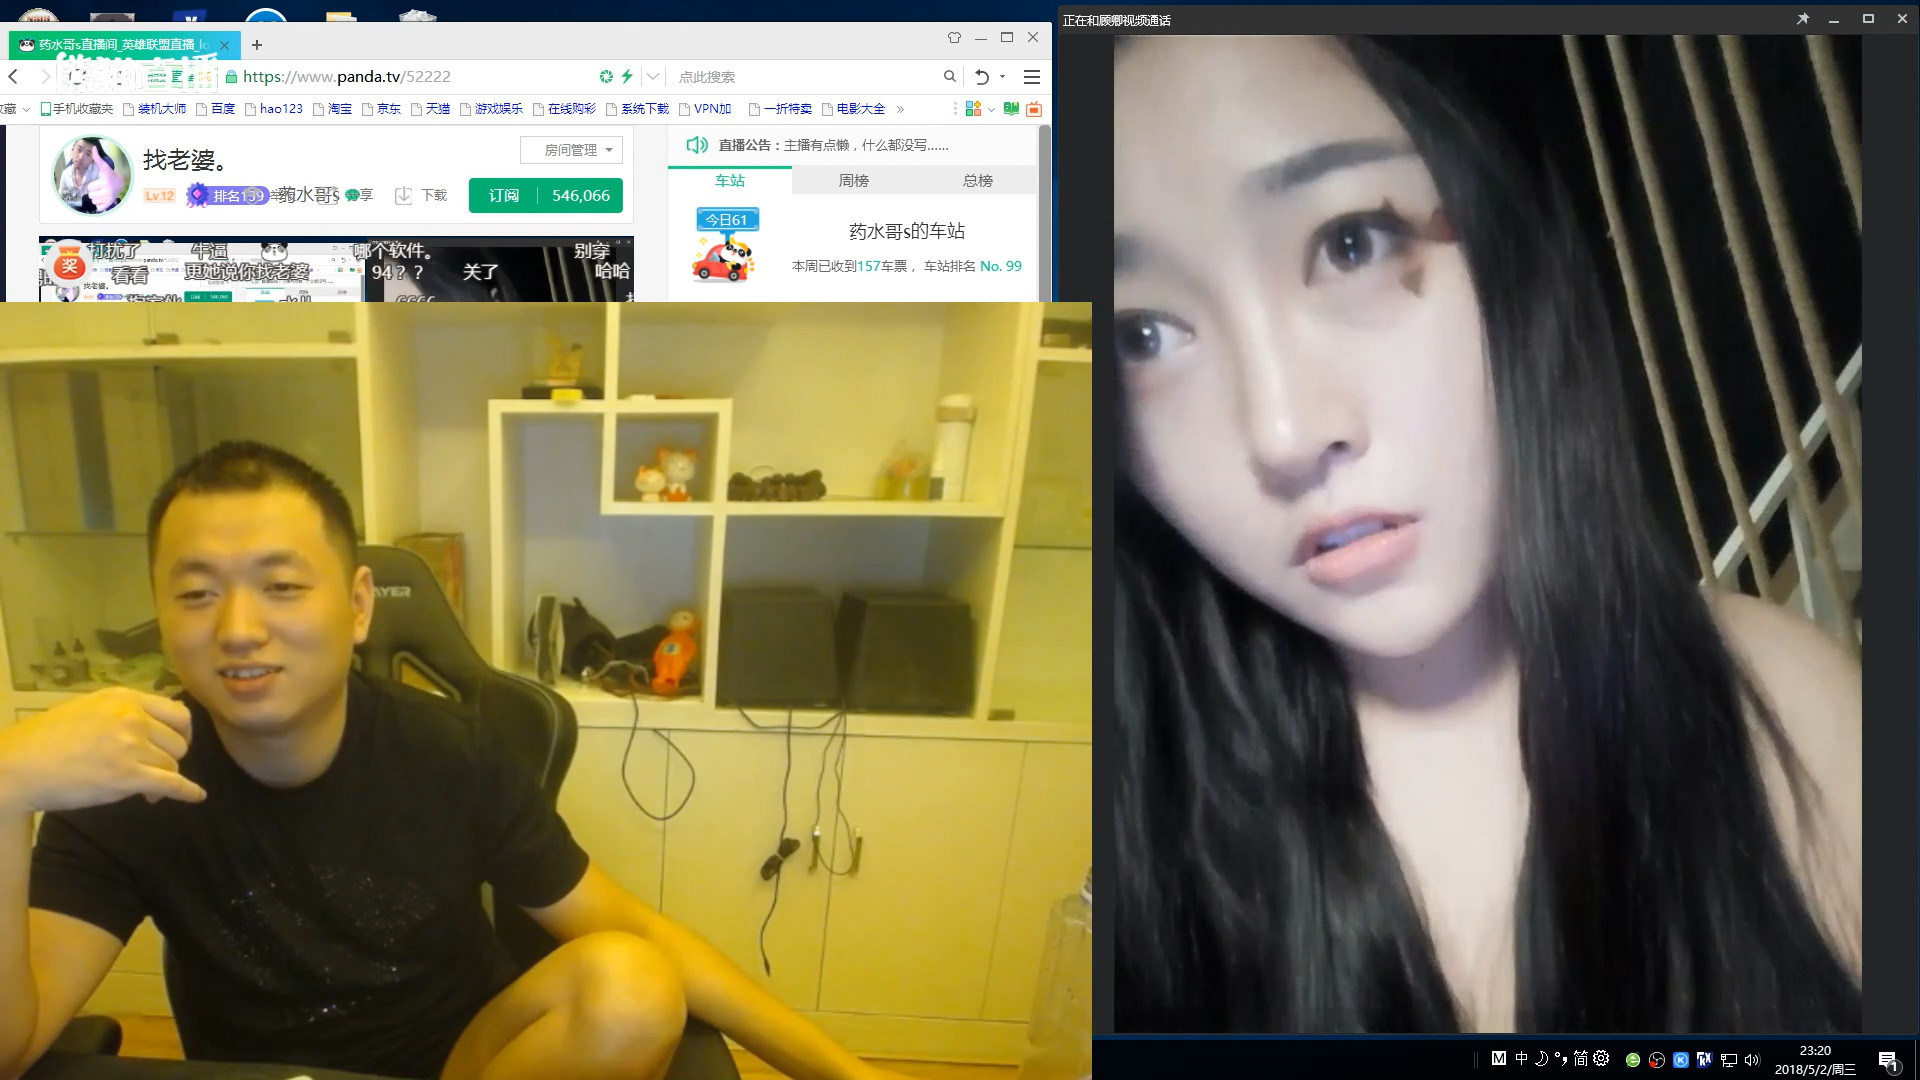 正在和顾卿视频通话
药水哥s直播间_英雄联盟直播_lo
https://www.panda.tv/52222
点此搜索
收藏
手机收藏夹
装机大师
百度
hao123
淘宝
京东
天猫
游戏娱乐
在线购彩
系统下载
VPN加
一折特卖
电影大全
找老婆。
房间管理
Lv.12
排名159
药水哥s
享
下载
订阅
546,066
直播公告：主播有点懒，什么都没写......
车站
周榜
总榜
今日61
药水哥s的车站
本周已收到157车票， 车站排名 No. 99
打扰了
牛逼
哪个软件。
别穿
奖
看看
更她说你找老婆
94？？
关了
哈哈
6666
M 中
简
23:20
2018/5/2/周三
1